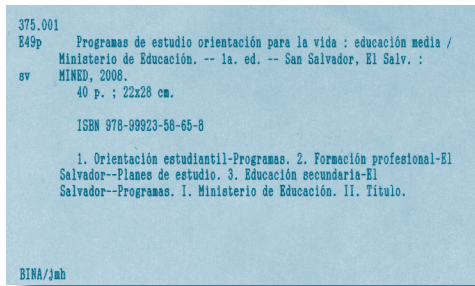 375.001
E49p Programas de estudio orientación para la vida : educación media /
Ministerio de Educación. -- 1a. ed. -- San Salvador, El Salv. :
sv MINED, 2008.
40 p. ; 22x28 cm.
ISBN 978-99923-58-65-8
1. Orientación estudiantil-Programas. 2. Formación profesional-El
Salvador--Planes de estudio. 3. Educación secundaria-El
Salvador--Programas. I. Ministerio de Educación. II. Título.
BINA/jmh